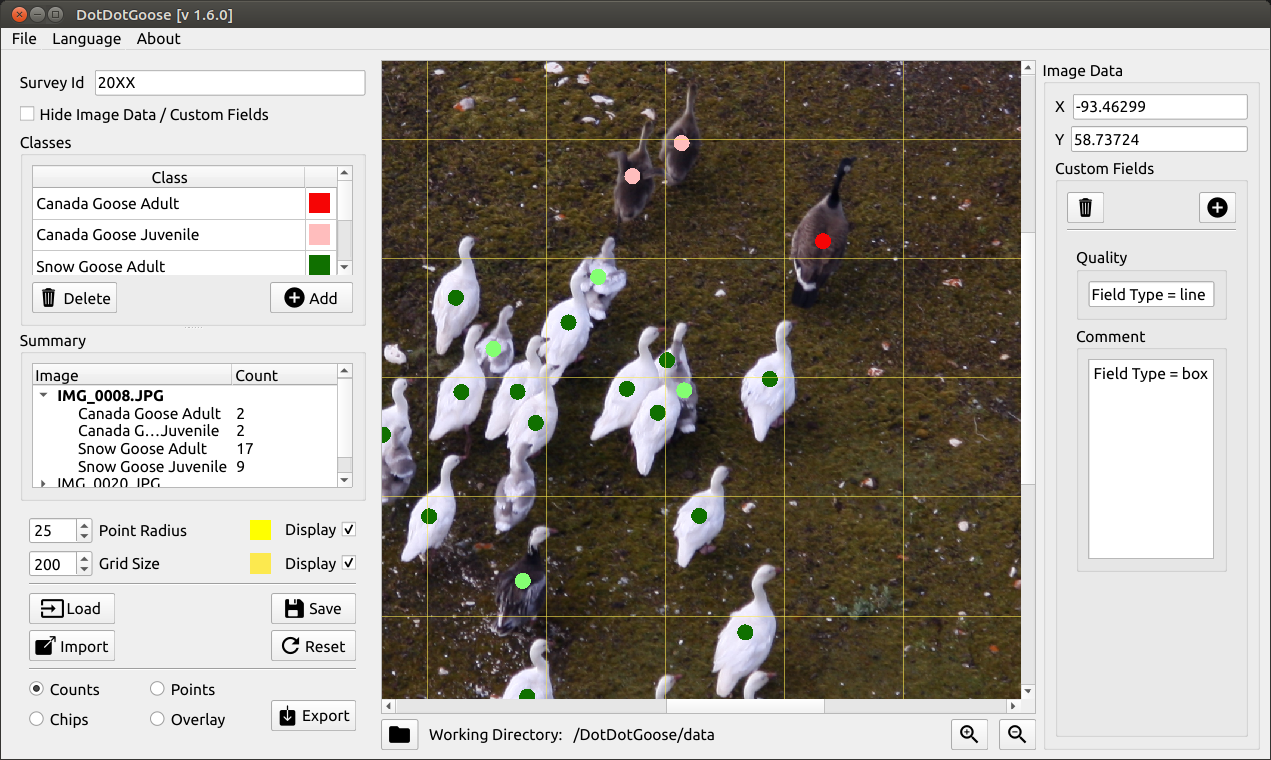 DotDotGoose [v 1.6.0]
File Language About
Survey Id 20XX
Hide Image Data / Custom Fields
Classes
Class
Canada Goose Adult
Canada Goose Juvenile
Snow Goose Adult
Delete Add
Summary
Image Count
IMG_0008.JPG
Canada Goose Adult 2
Canada G...Juvenile 2
Snow Goose Adult 17
Snow Goose Juvenile 9
IMG_0020.JPG
25 Point Radius Display
200 Grid Size Display
Load Save
Import Reset
Counts Points
Chips Overlay Export
Working Directory: /DotDotGoose/data
Image Data
X -93.46299
Y 58.73724
Custom Fields
Quality
Field Type = line
Comment
Field Type = box